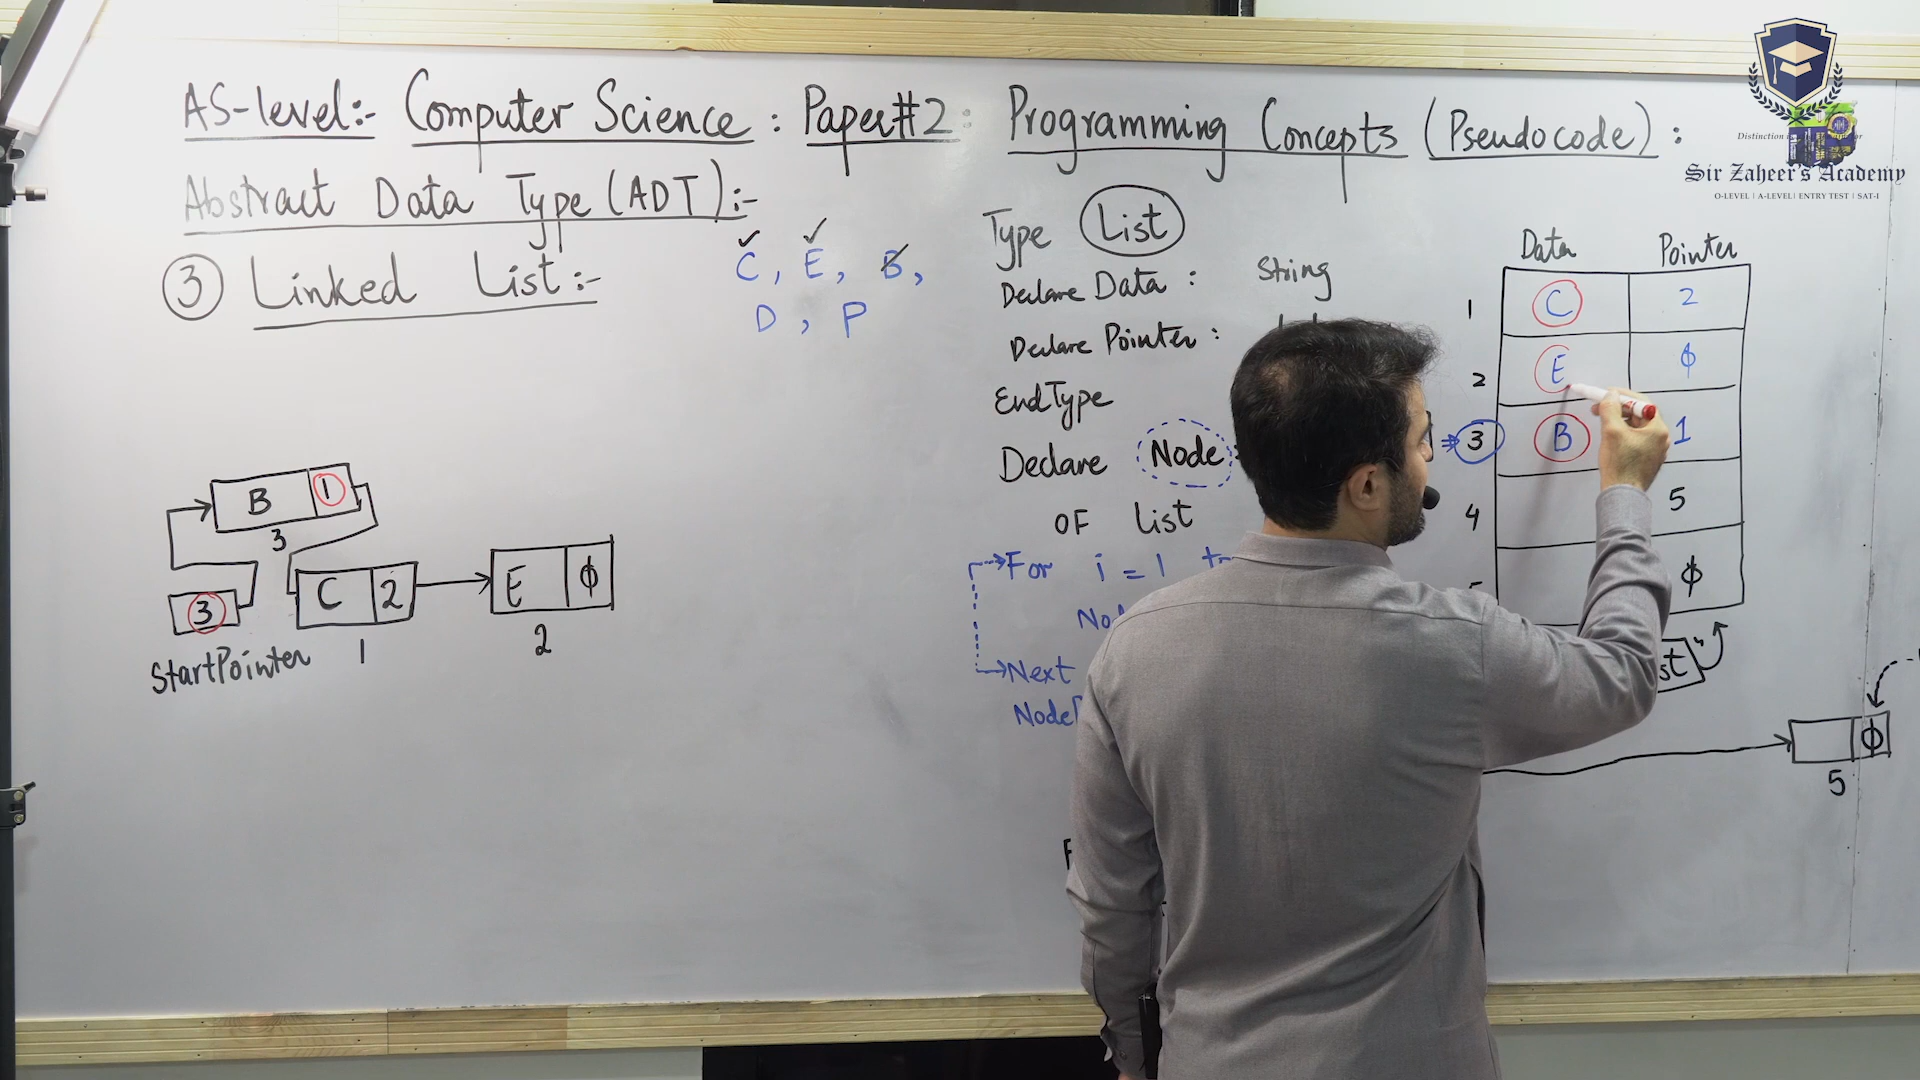 AS-level:- Computer Science : Paper#2: Programming Concepts (Pseudocode):
Abstract Data Type (ADT):-
③ Linked List:-
C, E, B,
D, P
Type List
Declare Data : String
Declare Pointer :
EndType
Declare Node :
OF List
For i = 1
Next
Node[
Data Pointer
1 C 2
2 E φ
3 B 1
4 5
φ
B 1
3
3
StartPointer
C 2
1
E φ
2
φ
5
Sir Zaheer's Academy
O-LEVEL | A-LEVEL | ENTRY TEST | SAT-I